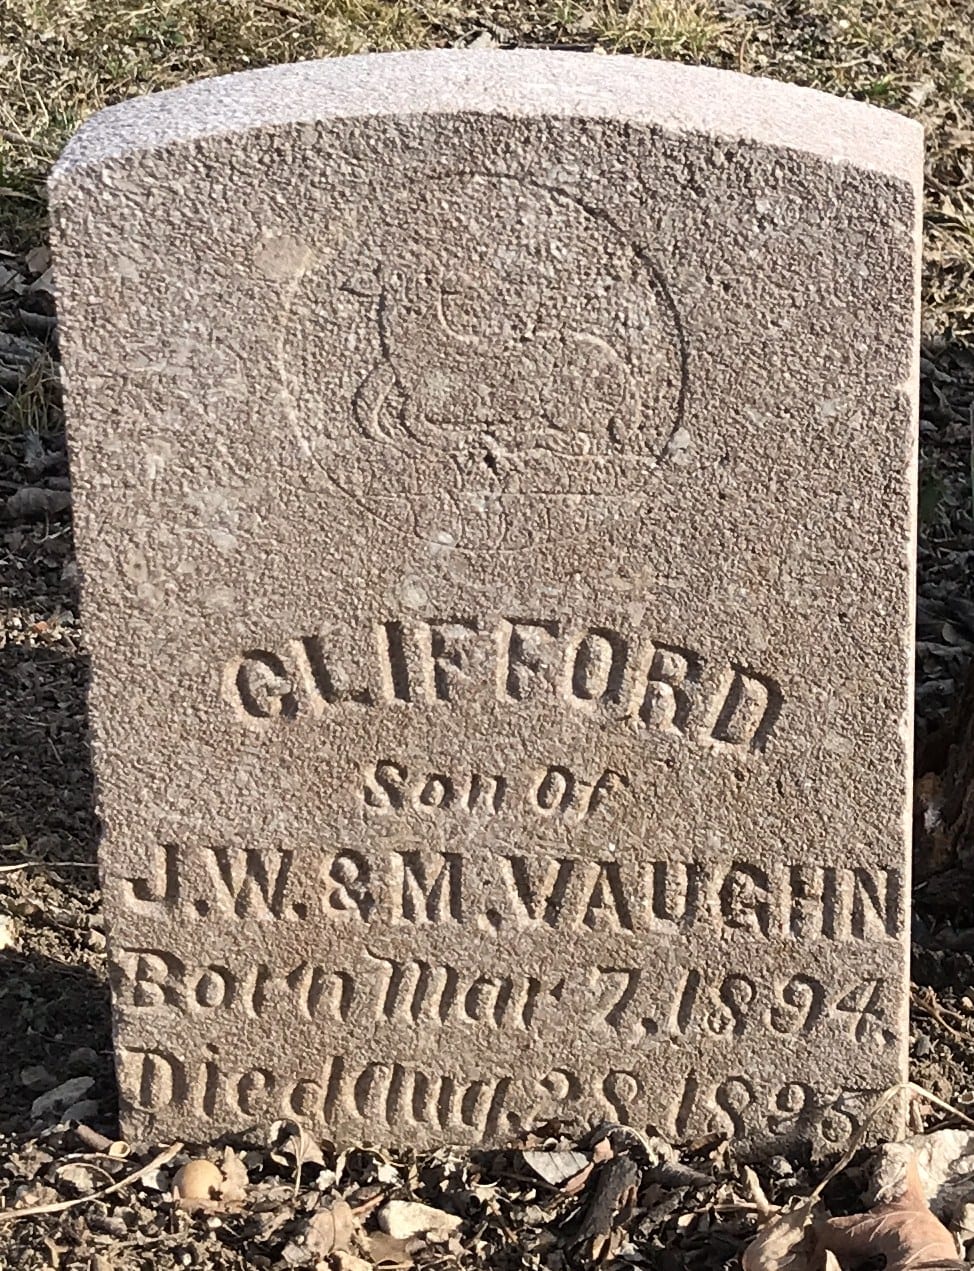 CLIFFORD
Son Of
J.W. & M. VAUGHN
Born Mar 7, 1894.
Died Aug. 28, 1895